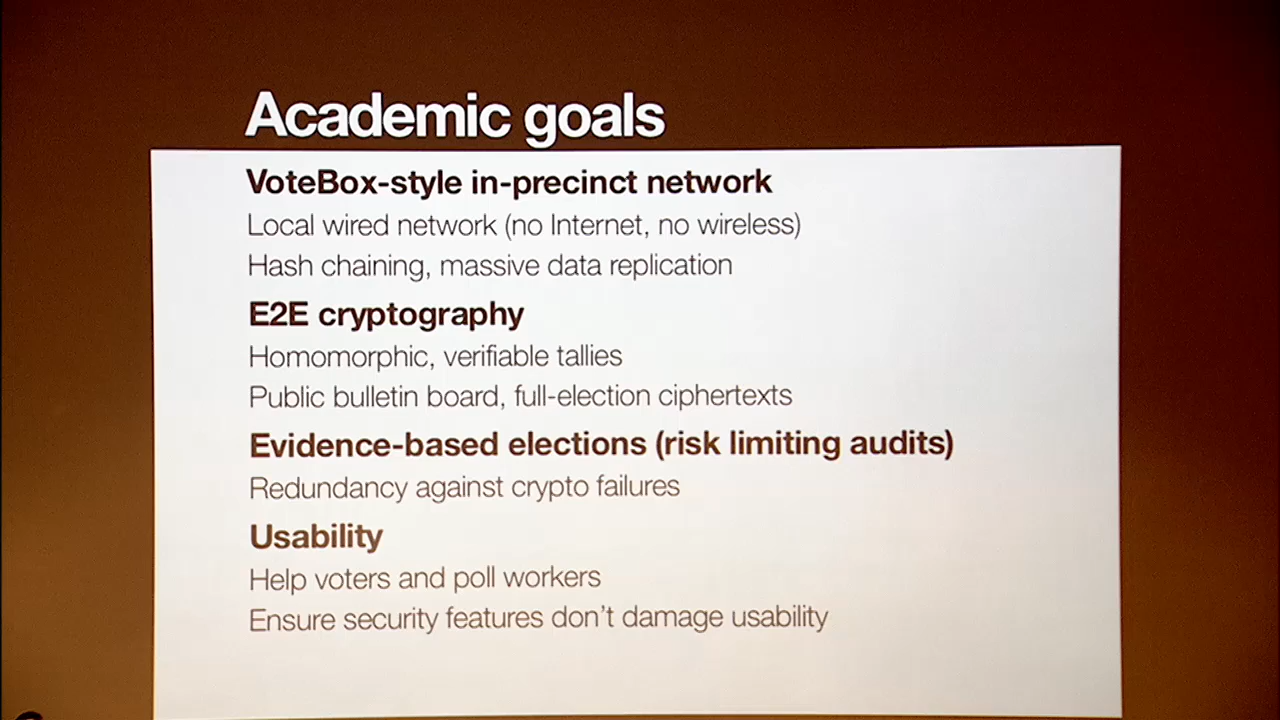 Academic goals
VoteBox-style in-precinct network
Local wired network (no Internet, no wireless)
Hash chaining, massive data replication
E2E cryptography
Homomorphic, verifiable tallies
Public bulletin board, full-election ciphertexts
Evidence-based elections (risk limiting audits)
Redundancy against crypto failures
Usability
Help voters and poll workers
Ensure security features don’t damage usability